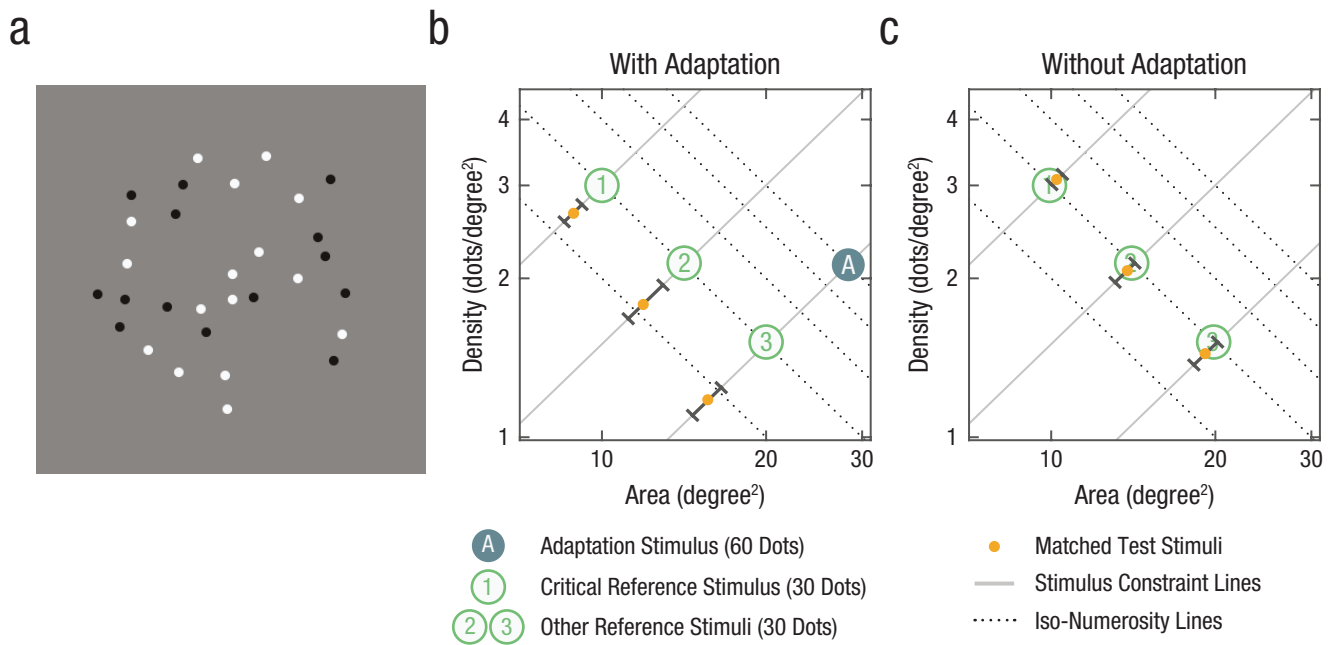 a
b
c
With Adaptation
Without Adaptation
Density (dots/degree²)
4
3
2
1
1
2
3
A
10
20
30
Area (degree²)
Density (dots/degree²)
4
3
2
1
1
2
3
10
20
30
Area (degree²)
A Adaptation Stimulus (60 Dots)
1 Critical Reference Stimulus (30 Dots)
2 3 Other Reference Stimuli (30 Dots)
Matched Test Stimuli
Stimulus Constraint Lines
Iso-Numerosity Lines